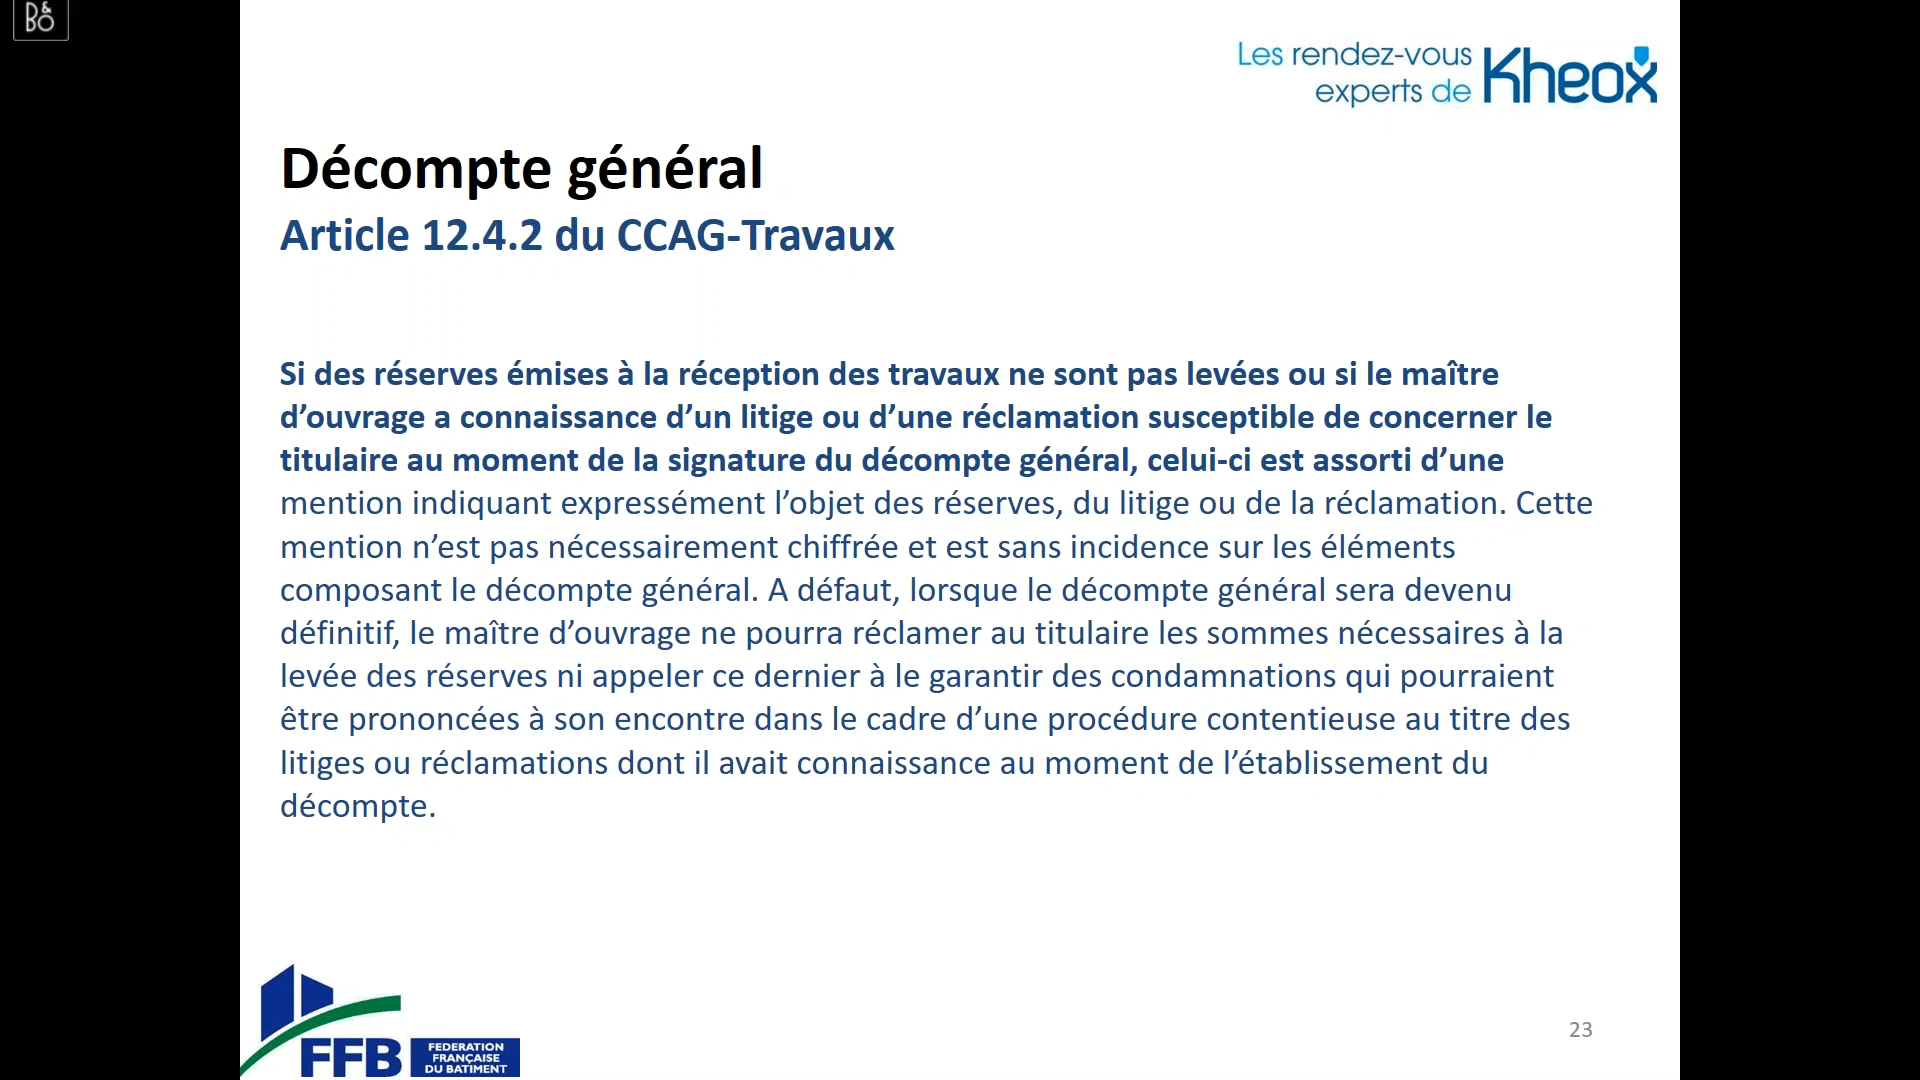 B&O
Les rendez-vous
experts de Kheox
Décompte général
Article 12.4.2 du CCAG-Travaux
Si des réserves émises à la réception des travaux ne sont pas levées ou si le maître
d’ouvrage a connaissance d’un litige ou d’une réclamation susceptible de concerner le
titulaire au moment de la signature du décompte général, celui-ci est assorti d’une
mention indiquant expressément l’objet des réserves, du litige ou de la réclamation. Cette
mention n’est pas nécessairement chiffrée et est sans incidence sur les éléments
composant le décompte général. A défaut, lorsque le décompte général sera devenu
définitif, le maître d’ouvrage ne pourra réclamer au titulaire les sommes nécessaires à la
levée des réserves ni appeler ce dernier à le garantir des condamnations qui pourraient
être prononcées à son encontre dans le cadre d’une procédure contentieuse au titre des
litiges ou réclamations dont il avait connaissance au moment de l’établissement du
décompte.
FFB
FEDERATION
FRANÇAISE
DU BATIMENT
23